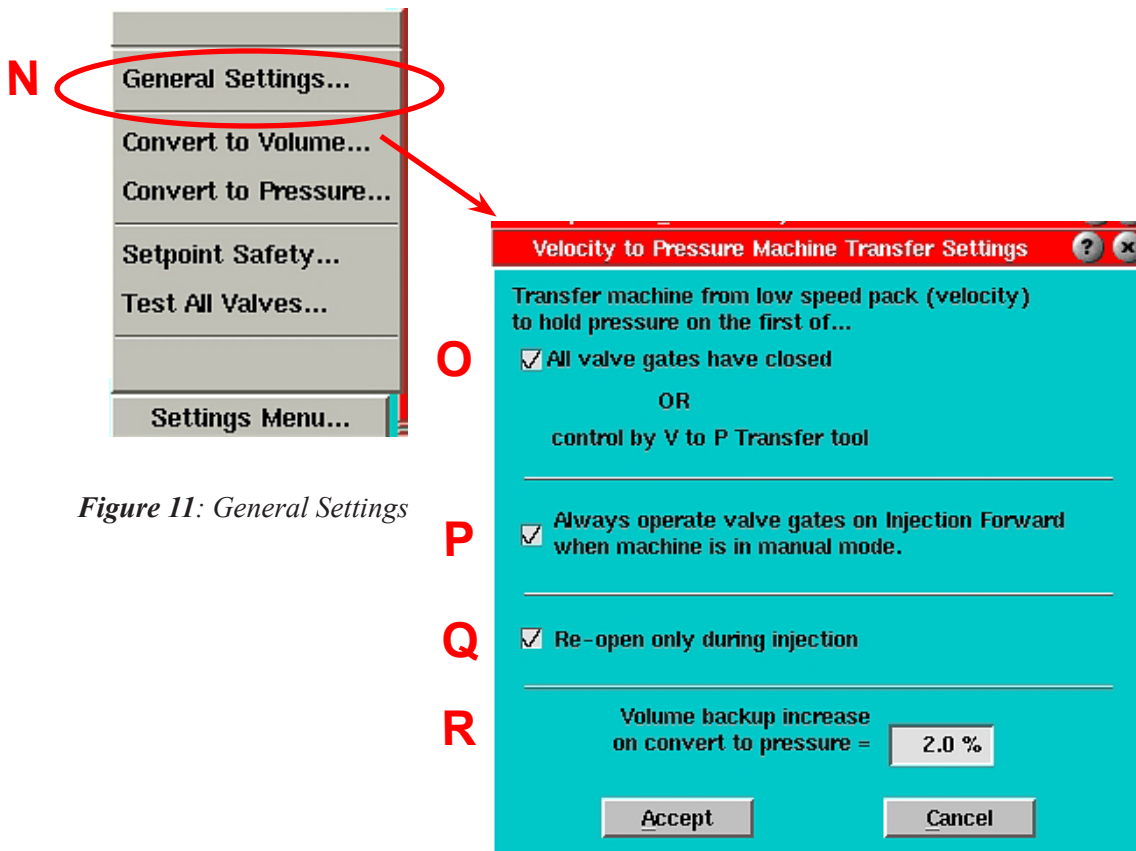 N
General Settings...
Convert to Volume...
Convert to Pressure...
Setpoint Safety...
Test All Valves...
Settings Menu...
Figure 11: General Settings
Velocity to Pressure Machine Transfer Settings ? x
Transfer machine from low speed pack (velocity)
to hold pressure on the first of...
O
All valve gates have closed
OR
control by V to P Transfer tool
P
Always operate valve gates on Injection Forward
when machine is in manual mode.
Q
Re-open only during injection
R
Volume backup increase
on convert to pressure = 2.0 %
Accept Cancel